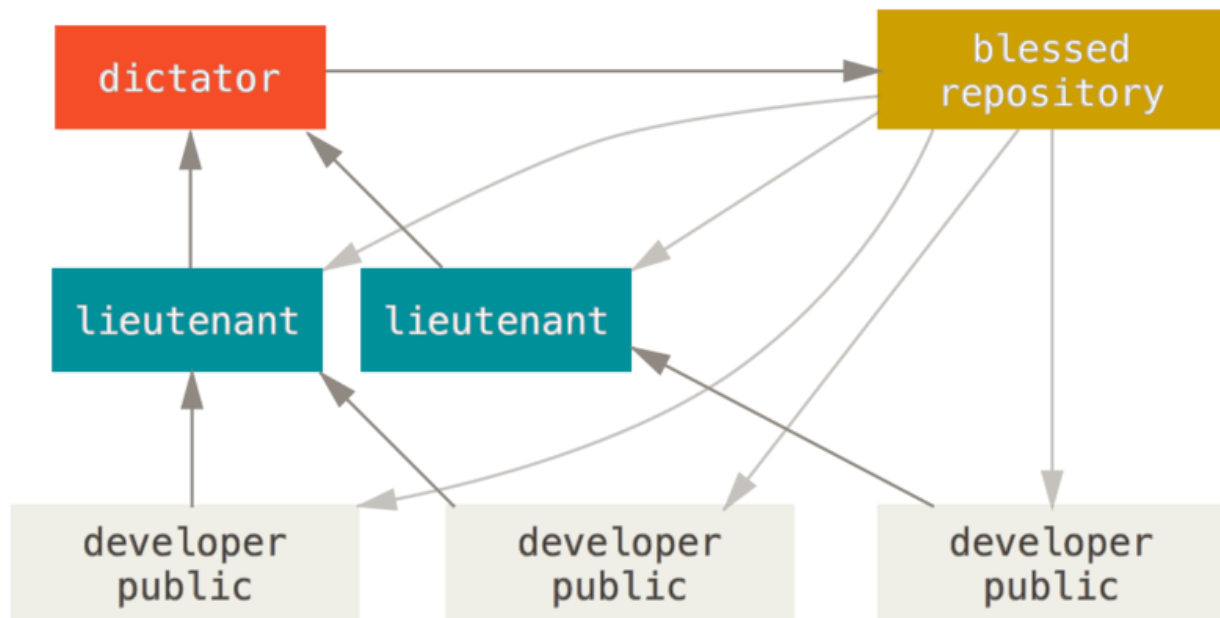 dictator
blessed
repository
lieutenant
lieutenant
developer
public
developer
public
developer
public